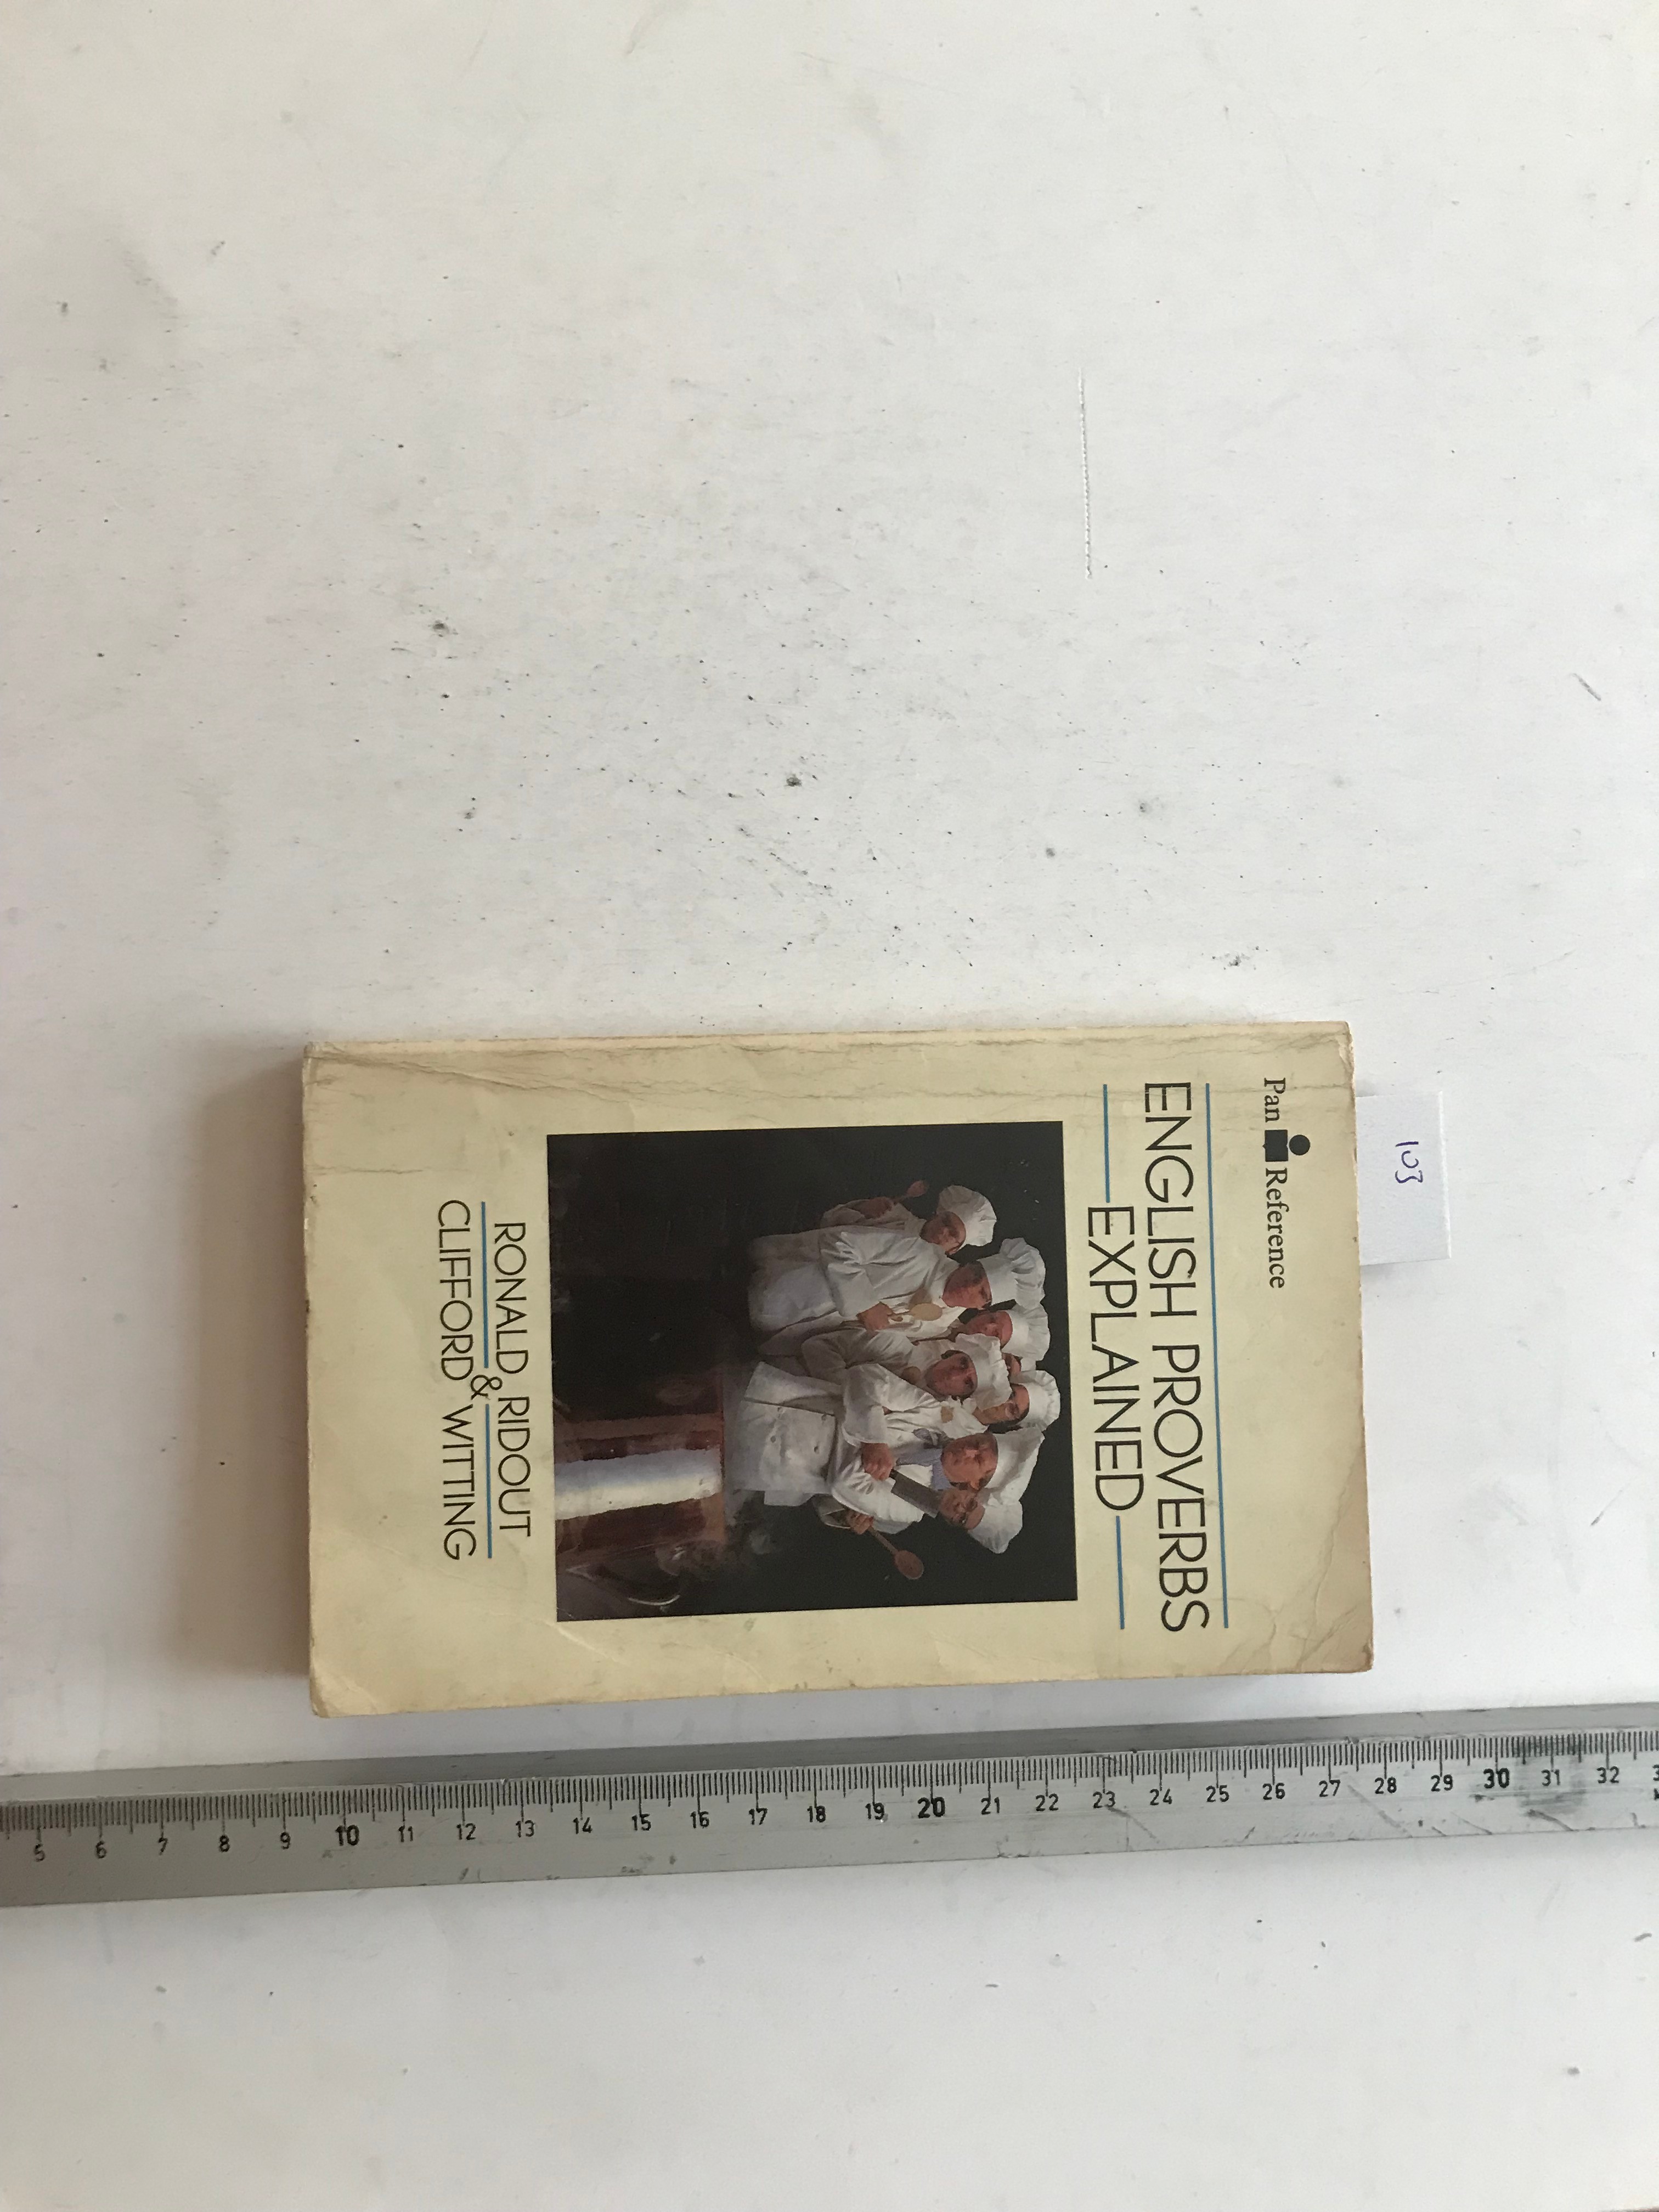 103
Pan Reference
ENGLISH PROVERBS
EXPLAINED
RONALD RIDOUT
&
CLIFFORD WITTING
5 6 7 8 9 10 11 12 13 14 15 16 17 18 19 20 21 22 23 24 25 26 27 28 29 30 31 32